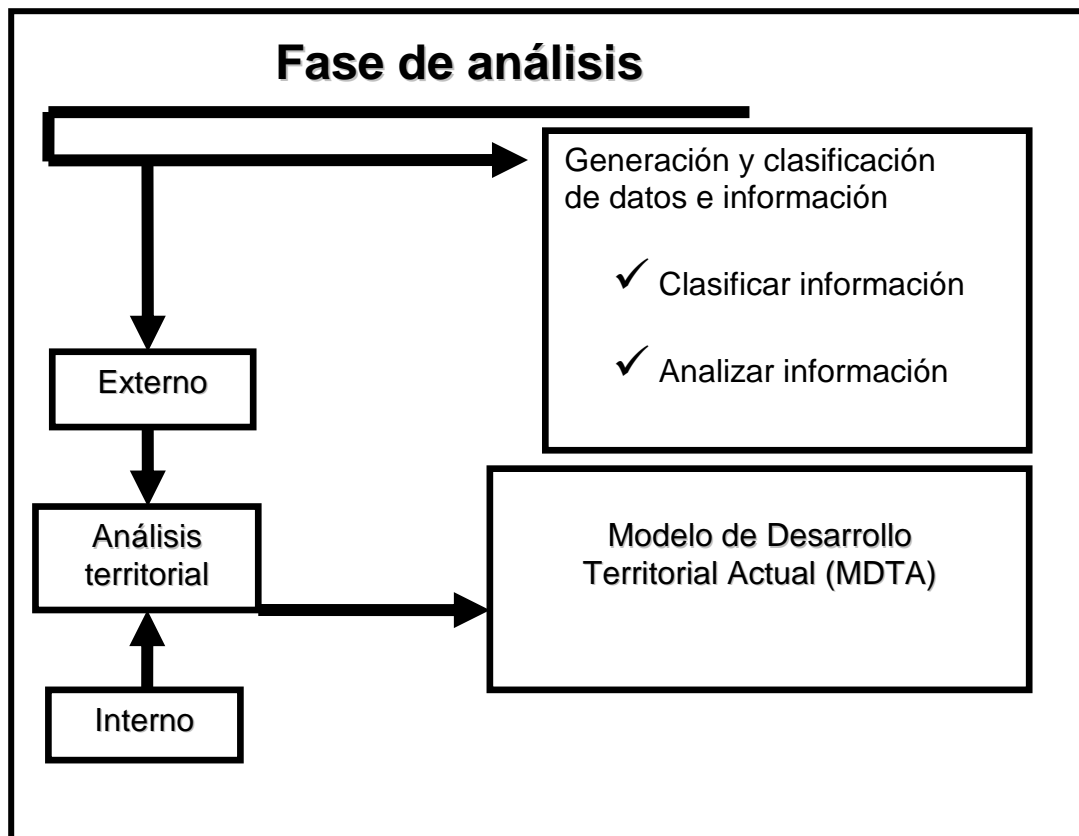 Fase de análisis
Generación y clasificación
de datos e información
✓ Clasificar información
✓ Analizar información
Externo
Análisis
territorial
Modelo de Desarrollo
Territorial Actual (MDTA)
Interno